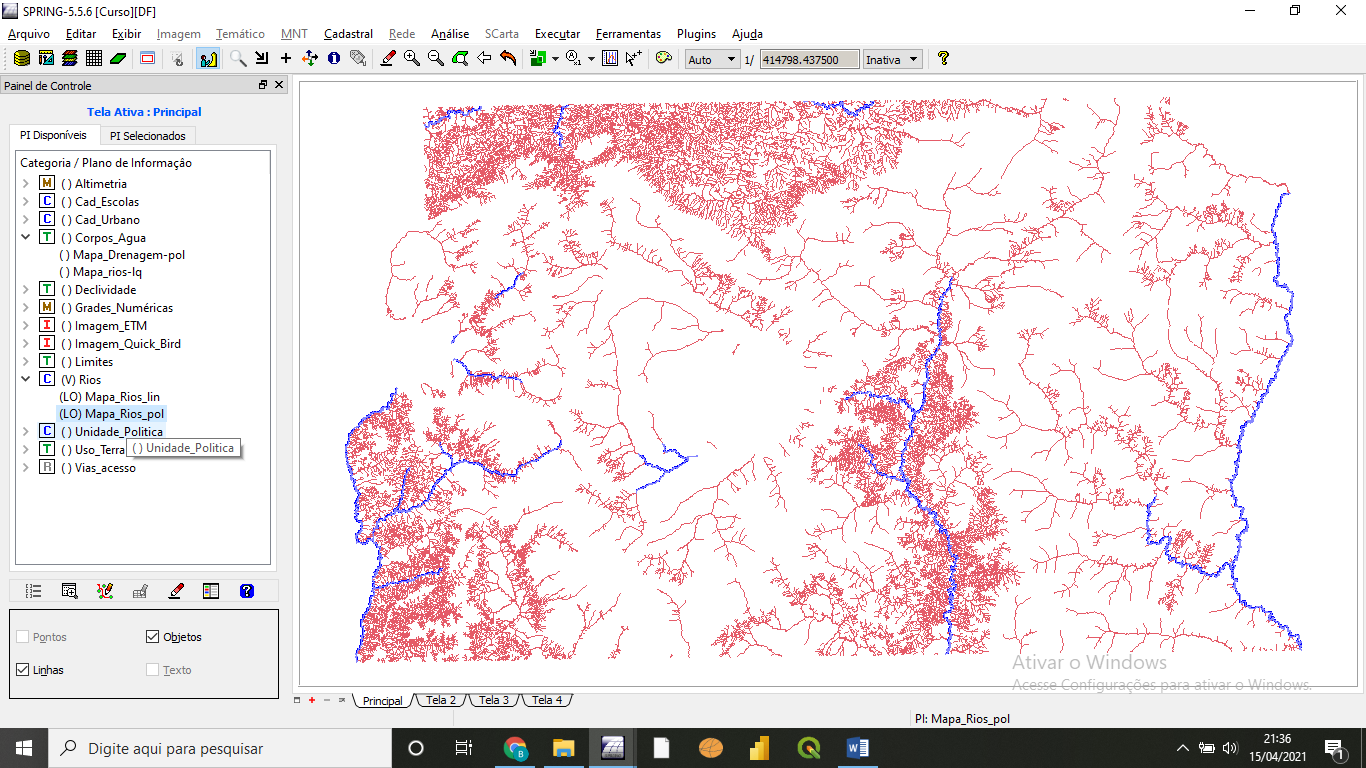 SPRING-5.5.6 [Curso][DF]
Arquivo Editar Exibir Imagem Temático MNT Cadastral Rede Análise SCarta Executar Ferramentas Plugins Ajuda
Auto 1/ 414798.437500 Inativa
Painel de Controle
Tela Ativa : Principal
PI Disponíveis PI Selecionados
Categoria / Plano de Informação
M ( ) Altimetria
C ( ) Cad_Escolas
C ( ) Cad_Urbano
T ( ) Corpos_Agua
( ) Mapa_Drenagem-pol
( ) Mapa_rios-lq
T ( ) Declividade
M ( ) Grades_Numéricas
I ( ) Imagem_ETM
I ( ) Imagem_Quick_Bird
T ( ) Limites
C (V) Rios
(LO) Mapa_Rios_lin
(LO) Mapa_Rios_pol
C ( ) Unidade_Politica
T ( ) Uso_Terra
( ) Unidade_Politica
R ( ) Vias_acesso
Pontos Objetos
Linhas Texto
Ativar o Windows
Acesse Configurações para ativar o Windows.
Principal Tela 2 Tela 3 Tela 4
PI: Mapa_Rios_pol
Digite aqui para pesquisar
21:36
15/04/2021